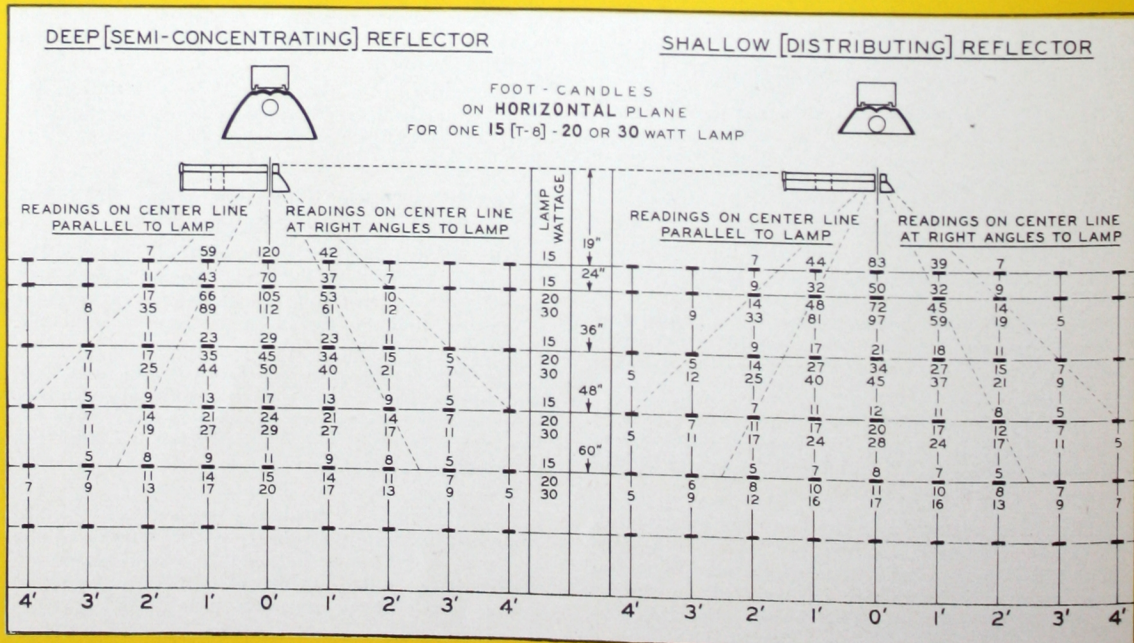 DEEP [SEMI-CONCENTRATING] REFLECTOR
SHALLOW [DISTRIBUTING] REFLECTOR
FOOT-CANDLES
ON HORIZONTAL PLANE
FOR ONE 15 [T-8] - 20 OR 30 WATT LAMP
READINGS ON CENTER LINE
PARALLEL TO LAMP
READINGS ON CENTER LINE
AT RIGHT ANGLES TO LAMP
LAMP
WATTAGE
READINGS ON CENTER LINE
PARALLEL TO LAMP
READINGS ON CENTER LINE
AT RIGHT ANGLES TO LAMP
7 59 120 42 15 19" 7 44 83 39 7
11 43 70 37 7 15 24" 9 32 50 32 9
17 66 105 53 10 20 14 48 72 45 14
8 35 89 112 61 12 30 9 33 81 97 59 19 5
11 23 29 23 11 15 36" 9 17 21 18 11
7 17 35 45 34 15 5 20 5 14 27 34 27 15 7
11 25 44 50 40 21 7 30 5 12 25 40 45 37 21 9
5 9 13 17 13 9 5 15 48" 7 11 12 11 8 5
7 14 21 24 21 14 7 20 7 11 17 20 17 12 7
11 19 27 29 27 17 11 30 5 11 17 24 28 24 17 11 5
5 8 9 11 9 8 5 15 60" 5 7 8 7 5
7 11 14 15 14 11 7 20 6 8 10 11 10 8 7
7 9 13 17 20 17 13 9 5 30 5 9 12 16 17 16 13 9 7
4' 3' 2' 1' 0' 1' 2' 3' 4' 4' 3' 2' 1' 0' 1' 2' 3' 4'